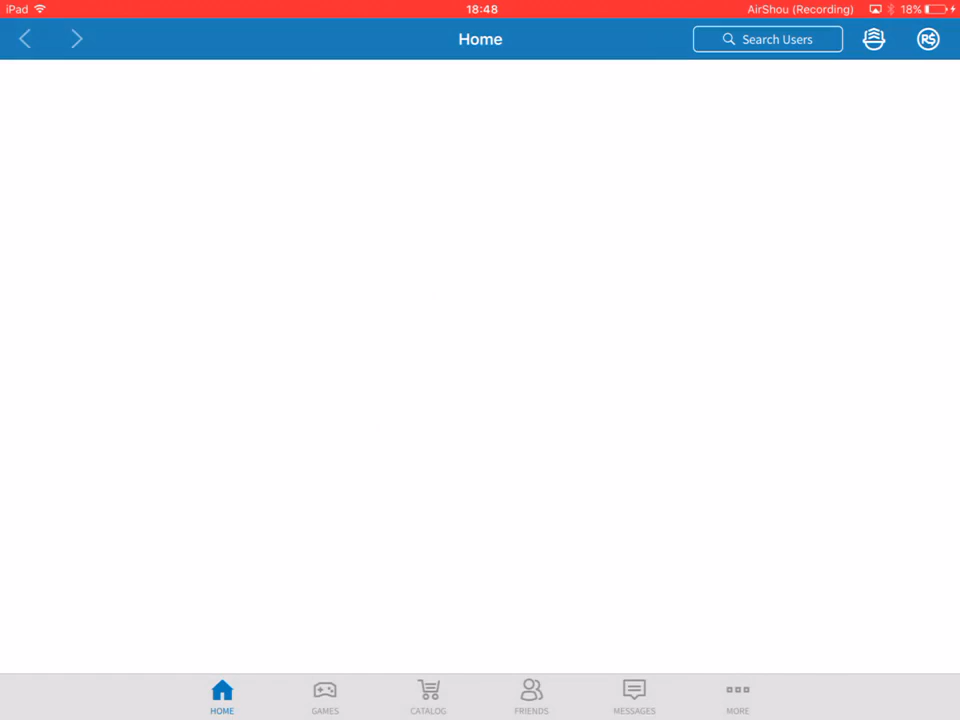 iPad 18:48 AirShou (Recording) 18%
Home Search Users R$
HOME GAMES CATALOG FRIENDS MESSAGES MORE